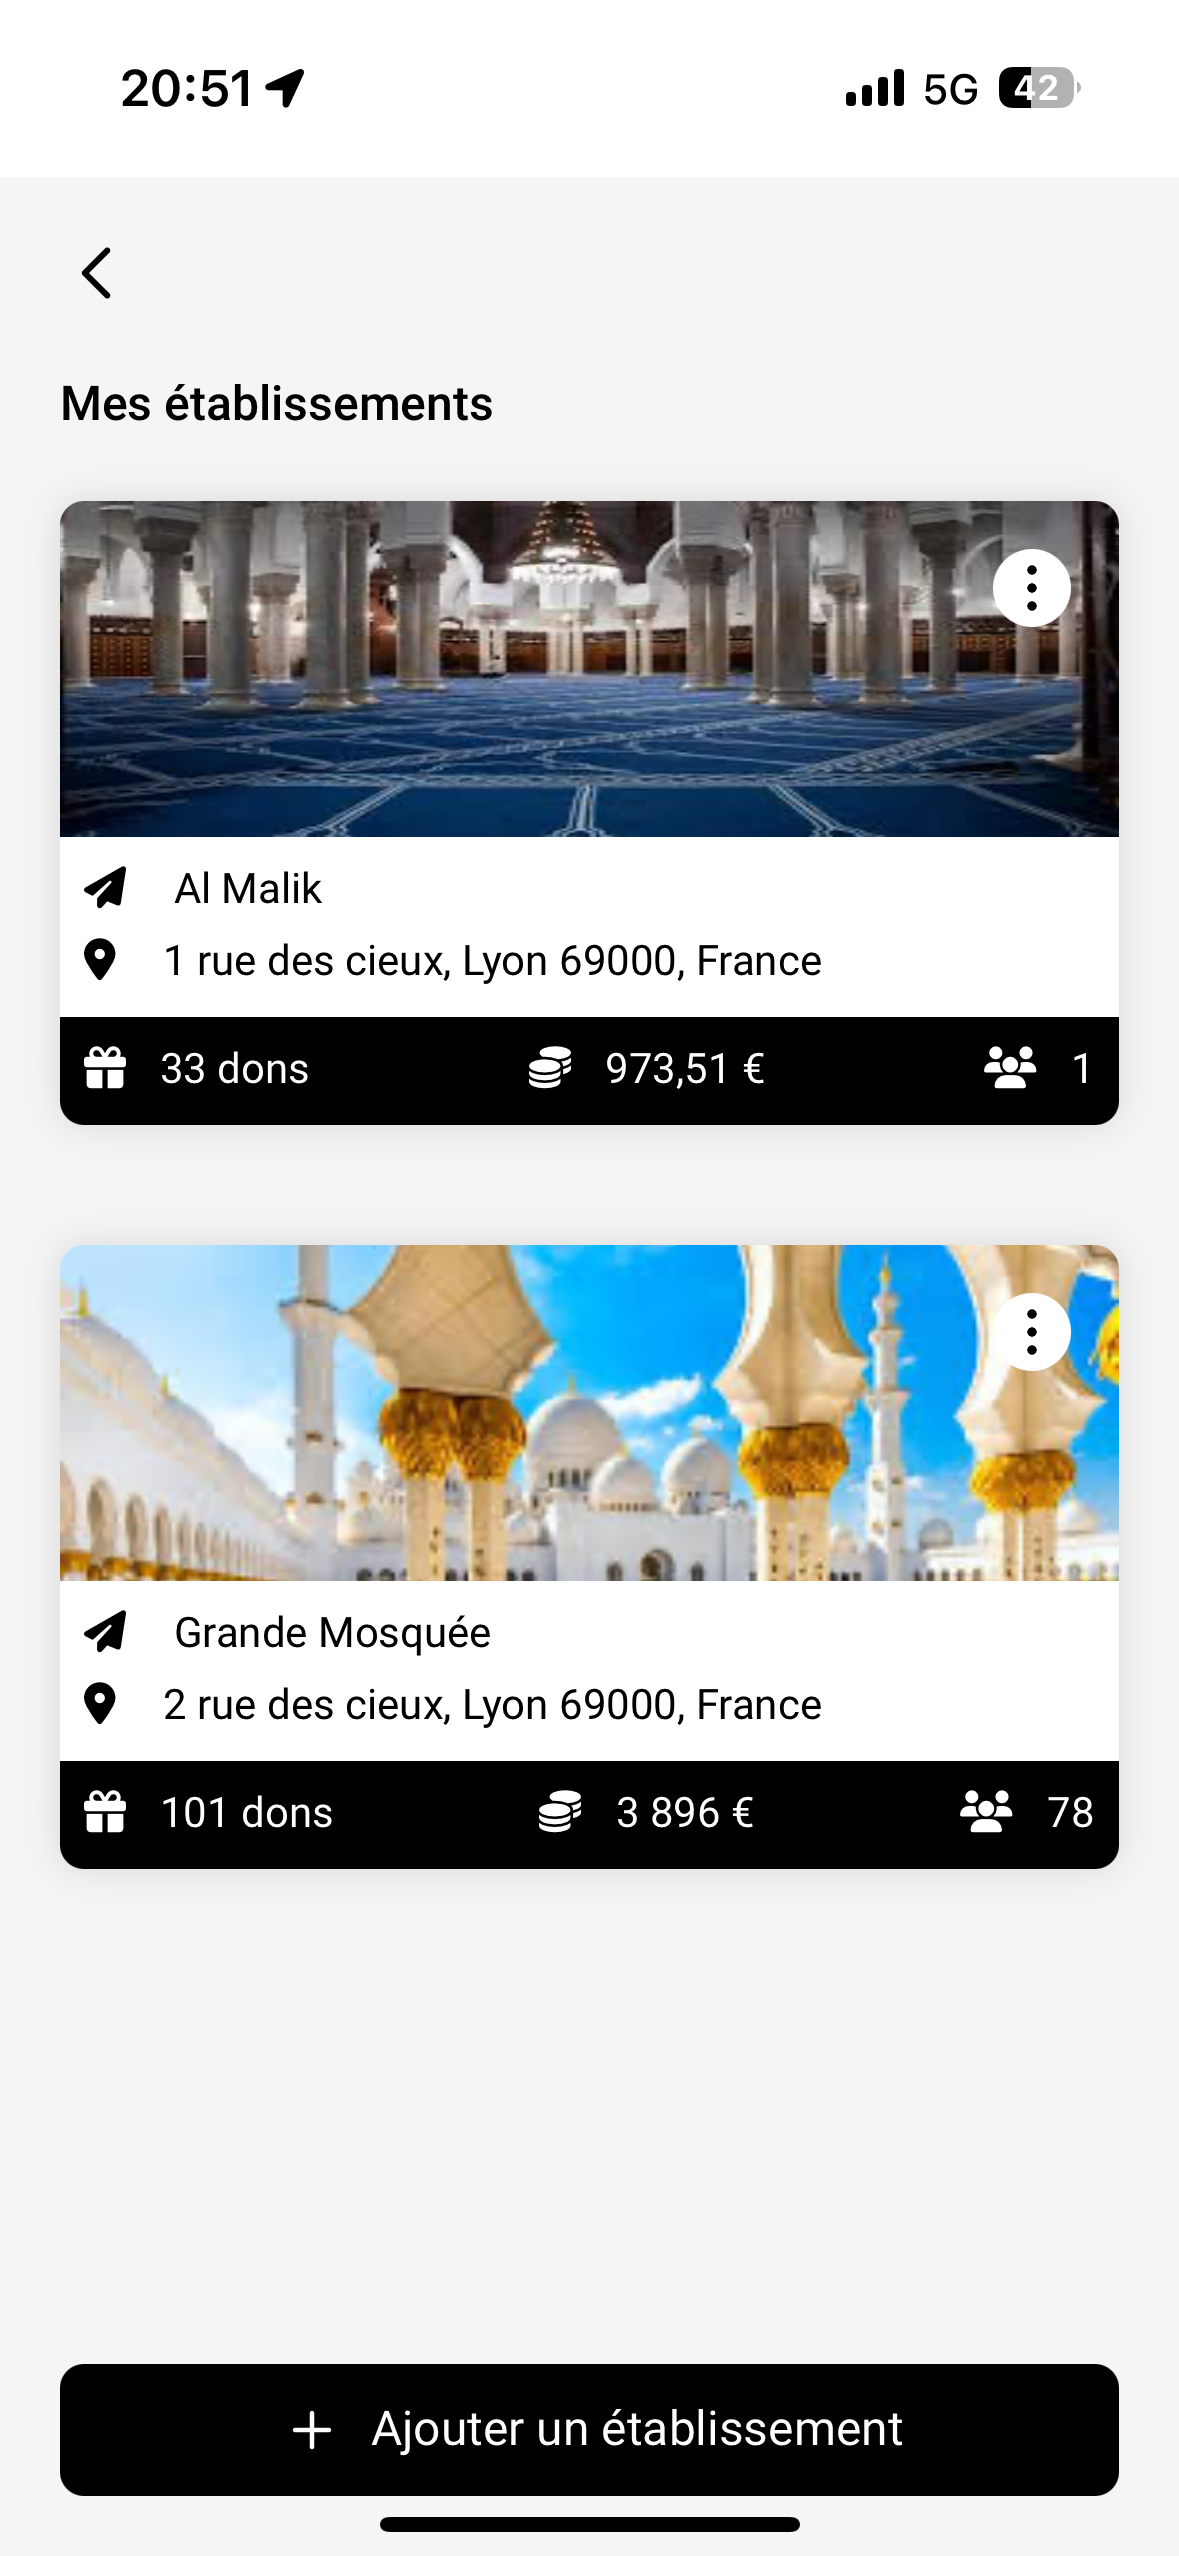 20:51 5G 42
Mes établissements
Al Malik
1 rue des cieux, Lyon 69000, France
33 dons 973,51 € 1
Grande Mosquée
2 rue des cieux, Lyon 69000, France
101 dons 3 896 € 78
+ Ajouter un établissement